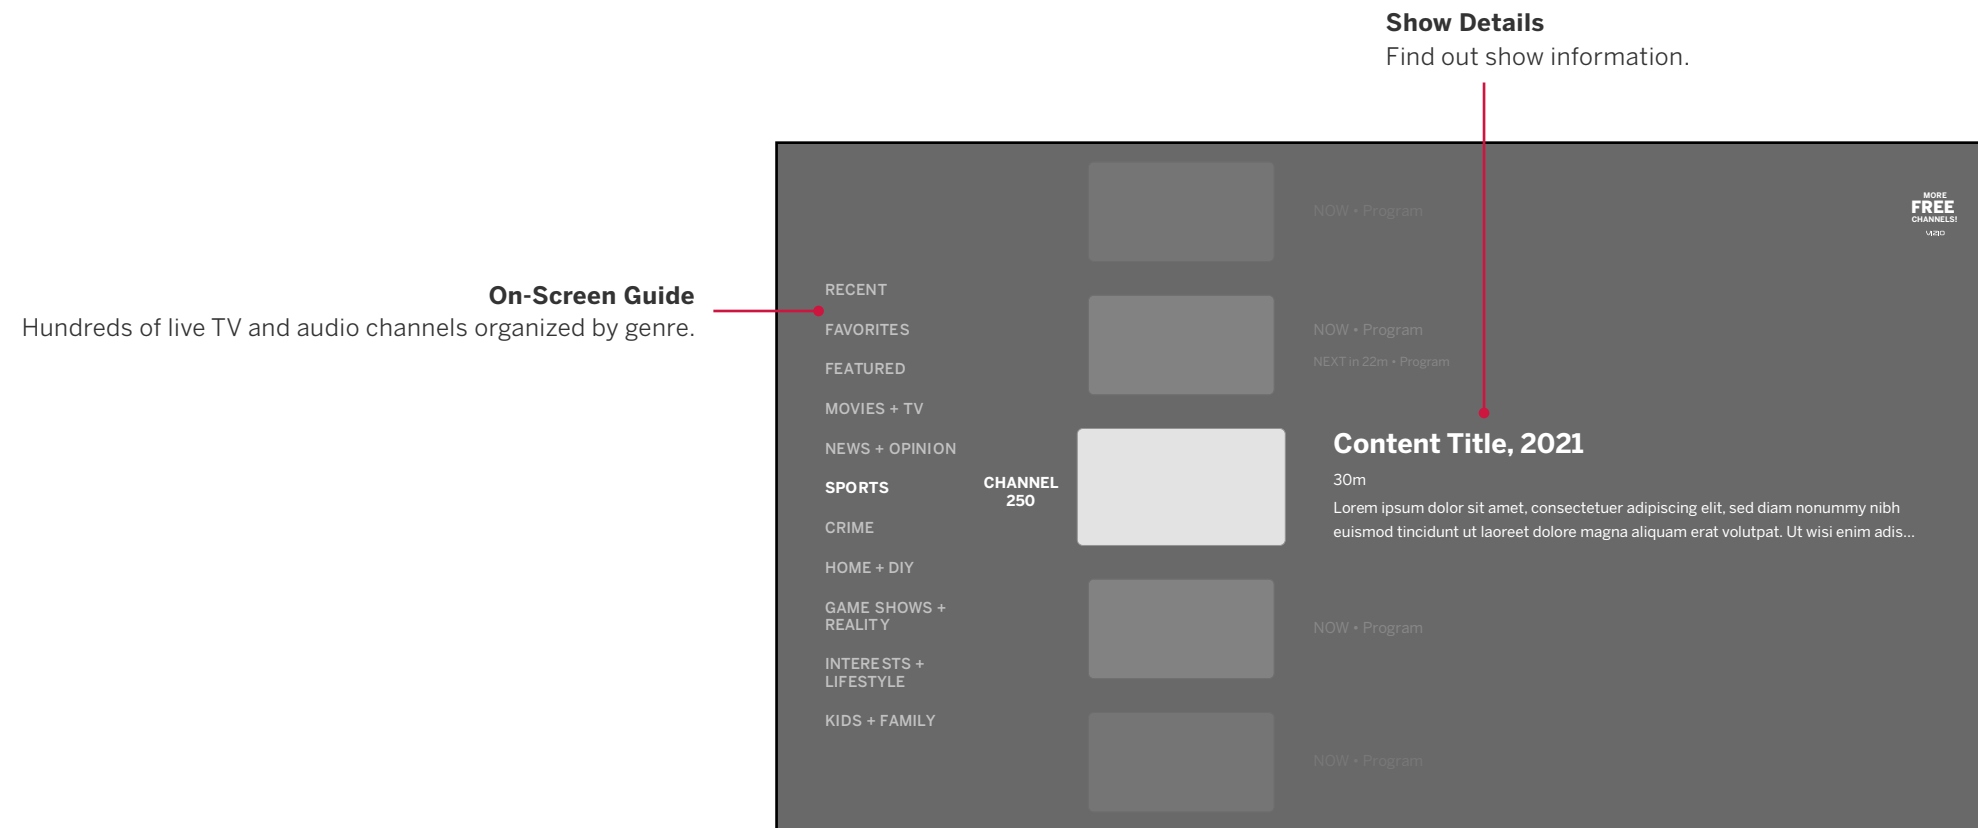 Show Details
Find out show information.
On-Screen Guide
Hundreds of live TV and audio channels organized by genre.
MORE
FREE
CHANNELS!
VIZIO
RECENT
FAVORITES
FEATURED
MOVIES + TV
NEWS + OPINION
SPORTS
CRIME
HOME + DIY
GAME SHOWS +
REALITY
INTERESTS +
LIFESTYLE
KIDS + FAMILY
CHANNEL
250
NOW • Program
NOW • Program
NEXT in 22m • Program
Content Title, 2021
30m
Lorem ipsum dolor sit amet, consectetuer adipiscing elit, sed diam nonummy nibh
euismod tincidunt ut laoreet dolore magna aliquam erat volutpat. Ut wisi enim adis...
NOW • Program
NOW • Program